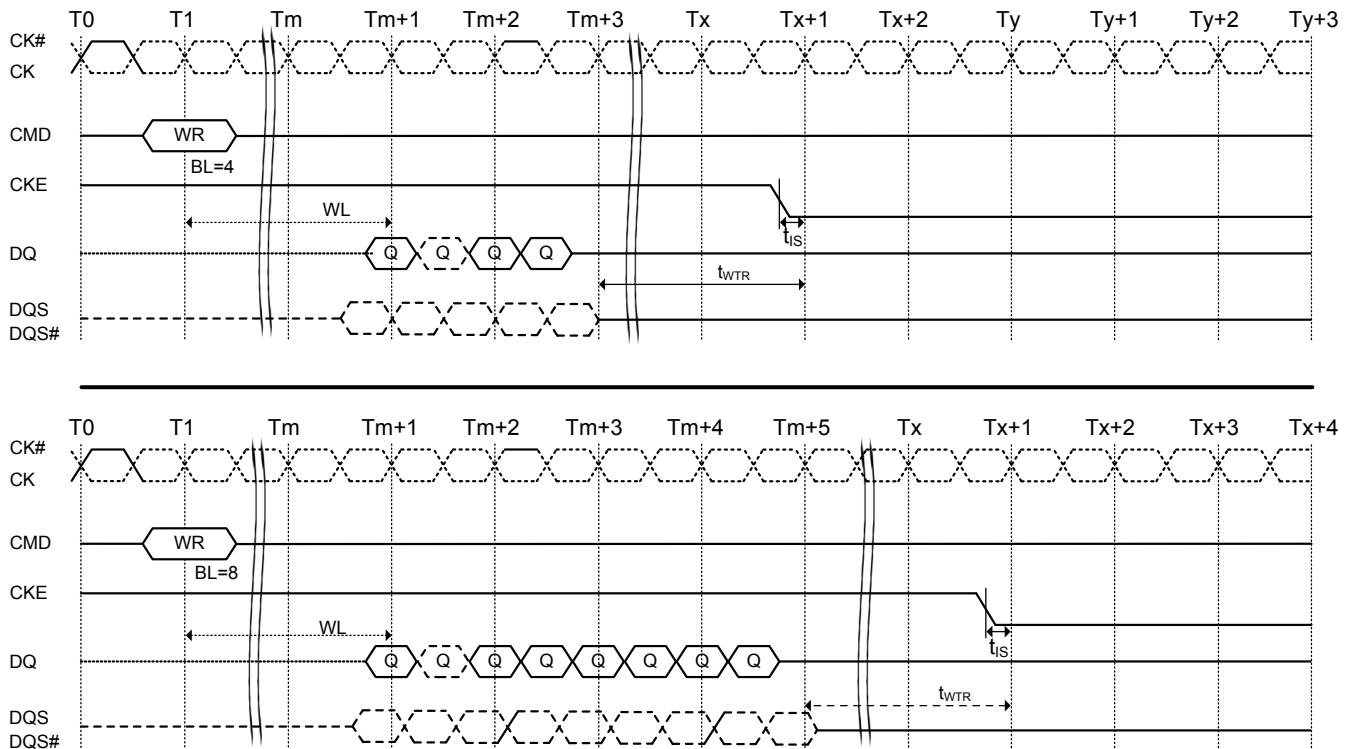 T0 T1 Tm Tm+1 Tm+2 Tm+3 Tx Tx+1 Tx+2 Ty Ty+1 Ty+2 Ty+3
CK#
CK
CMD WR
BL=4
CKE
WL
tIS
DQ Q Q Q Q
tWTR
DQS
DQS#
T0 T1 Tm Tm+1 Tm+2 Tm+3 Tm+4 Tm+5 Tx Tx+1 Tx+2 Tx+3 Tx+4
CK#
CK
CMD WR
BL=8
CKE
WL
tIS
DQ Q Q Q Q Q Q Q Q
tWTR
DQS
DQS#